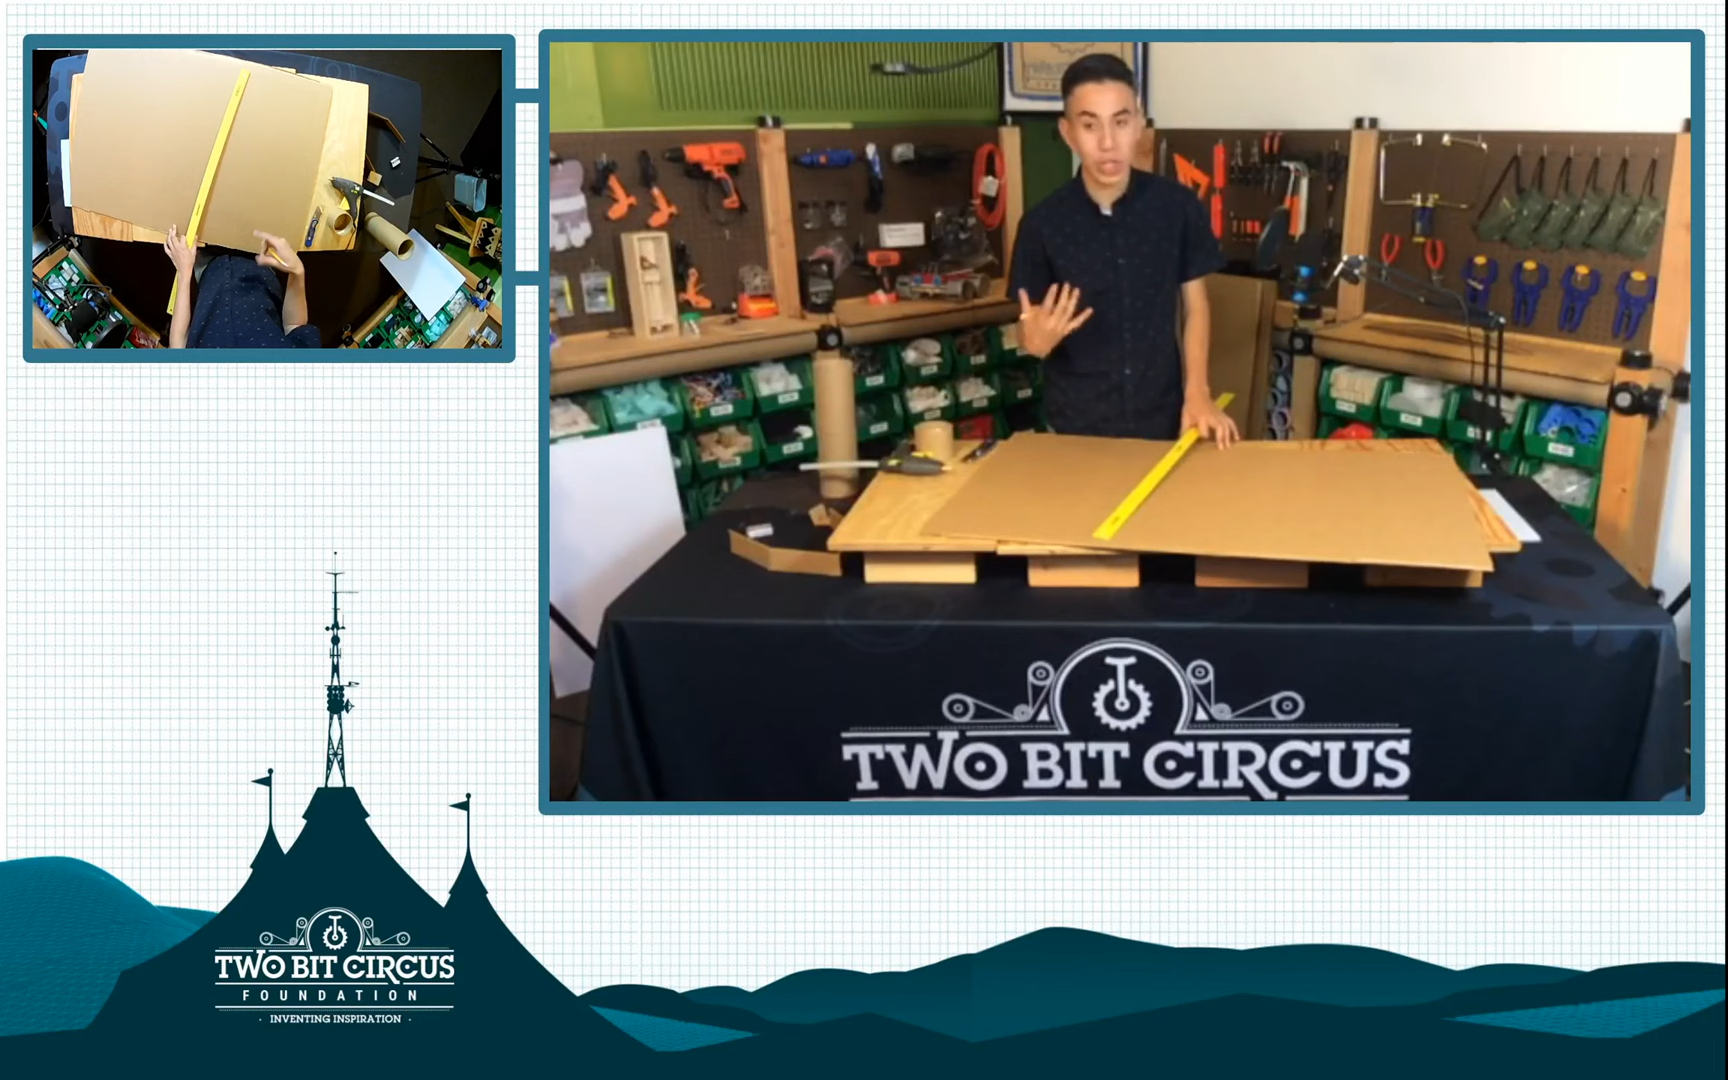 TWO BIT CIRCUS
TWO BIT CIRCUS
FOUNDATION
· INVENTING INSPIRATION ·